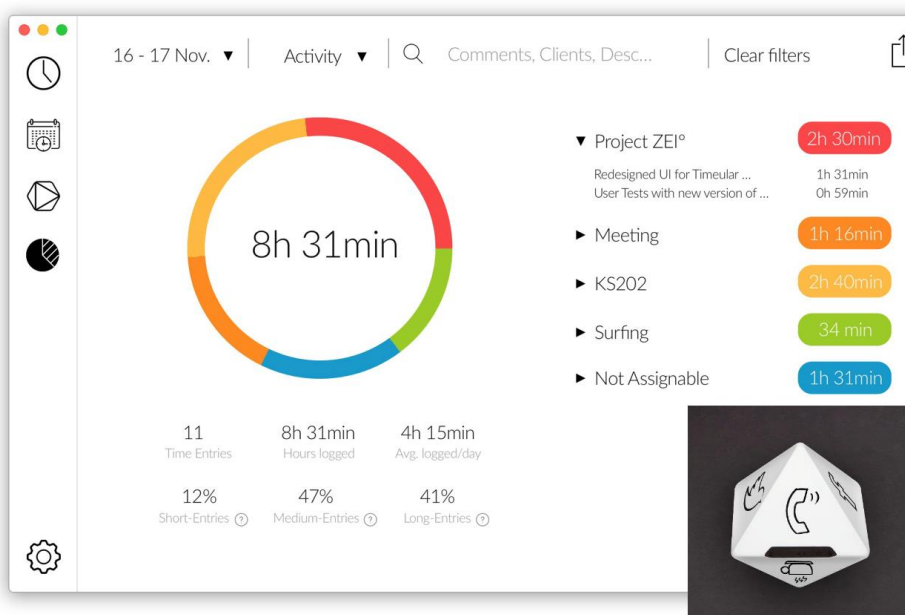 16 - 17 Nov. ▼ Activity ▼ Comments, Clients, Desc... Clear filters
8h 31min
▼ Project ZEI° 2h 30min
Redesigned UI for Timeular ... 1h 31min
User Tests with new version of ... 0h 59min
► Meeting 1h 16min
► KS202 2h 40min
► Surfing 34 min
► Not Assignable 1h 31min
11 8h 31min 4h 15min
Time Entries Hours logged Avg. logged/day
12% 47% 41%
Short-Entries ? Medium-Entries ? Long-Entries ?